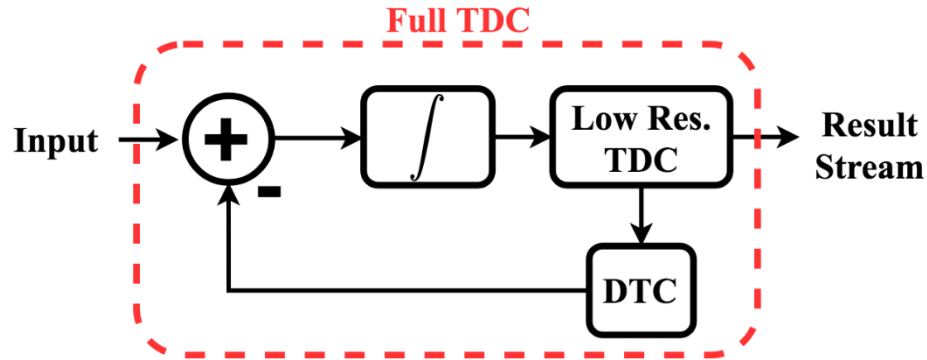 Full TDC
Input
+
-
∫
Low Res.
TDC
Result
Stream
DTC